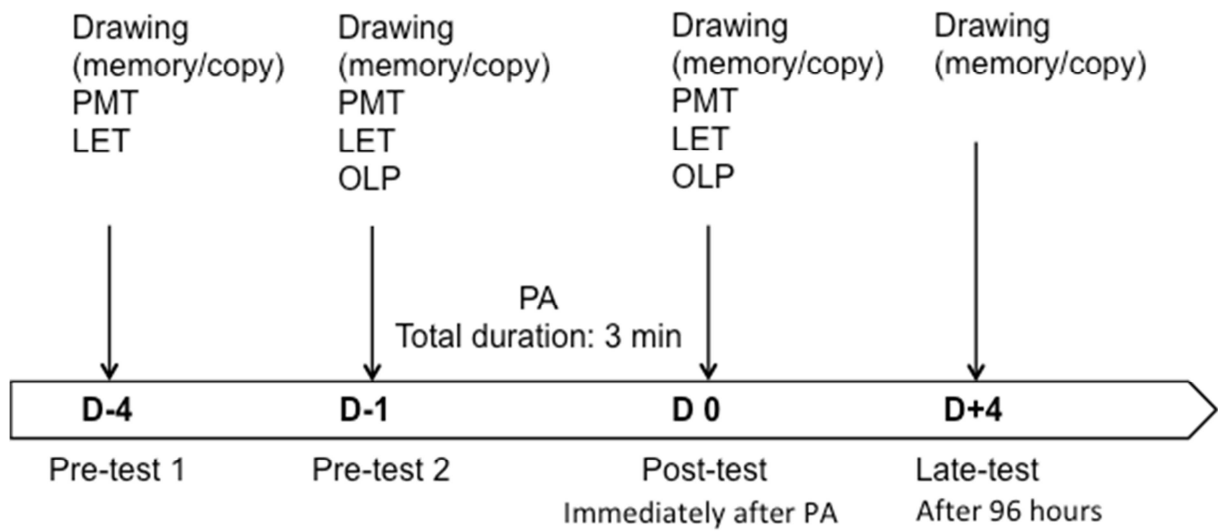 Drawing
(memory/copy)
PMT
LET
Drawing
(memory/copy)
PMT
LET
OLP
Drawing
(memory/copy)
PMT
LET
OLP
Drawing
(memory/copy)
PA
Total duration: 3 min
D-4
D-1
D 0
D+4
Pre-test 1
Pre-test 2
Post-test
Immediately after PA
Late-test
After 96 hours